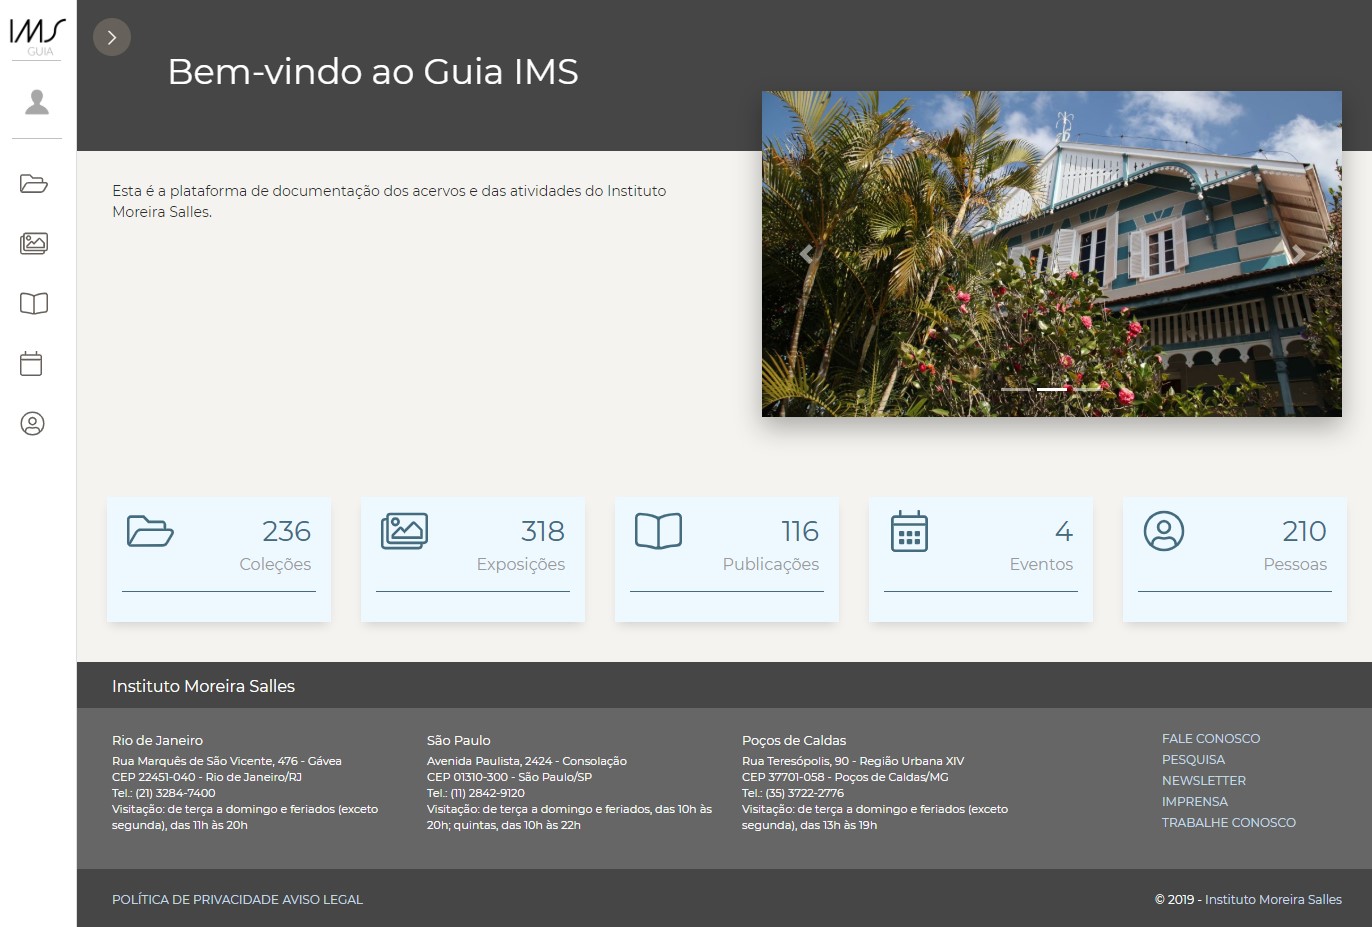 IMS
GUIA
Bem-vindo ao Guia IMS
Esta é a plataforma de documentação dos acervos e das atividades do Instituto
Moreira Salles.
236
Coleções
318
Exposições
116
Publicações
4
Eventos
210
Pessoas
Instituto Moreira Salles
Rio de Janeiro
Rua Marquês de São Vicente, 476 - Gávea
CEP 22451-040 - Rio de Janeiro/RJ
Tel.: (21) 3284-7400
Visitação: de terça a domingo e feriados (exceto
segunda), das 11h às 20h
São Paulo
Avenida Paulista, 2424 - Consolação
CEP 01310-300 - São Paulo/SP
Tel.: (11) 2842-9120
Visitação: de terça a domingo e feriados, das 10h às
20h; quintas, das 10h às 22h
Poços de Caldas
Rua Teresópolis, 90 - Região Urbana XIV
CEP 37701-058 - Poços de Caldas/MG
Tel.: (35) 3722-2776
Visitação: de terça a domingo e feriados (exceto
segunda), das 13h às 19h
FALE CONOSCO
PESQUISA
NEWSLETTER
IMPRENSA
TRABALHE CONOSCO
POLÍTICA DE PRIVACIDADE AVISO LEGAL
© 2019 - Instituto Moreira Salles